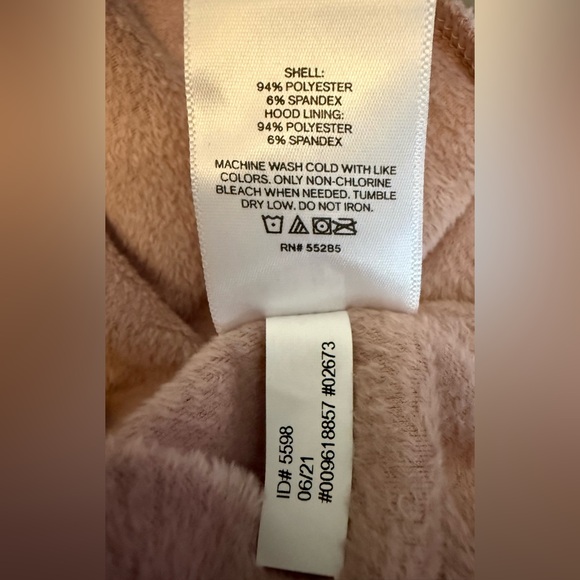 SHELL:
94% POLYESTER
6% SPANDEX
HOOD LINING:
94% POLYESTER
6% SPANDEX
MACHINE WASH COLD WITH LIKE
COLORS. ONLY NON-CHLORINE
BLEACH WHEN NEEDED. TUMBLE
DRY LOW. DO NOT IRON.
RN# 55285
ID# 5598
06/21
#009618857 #02673